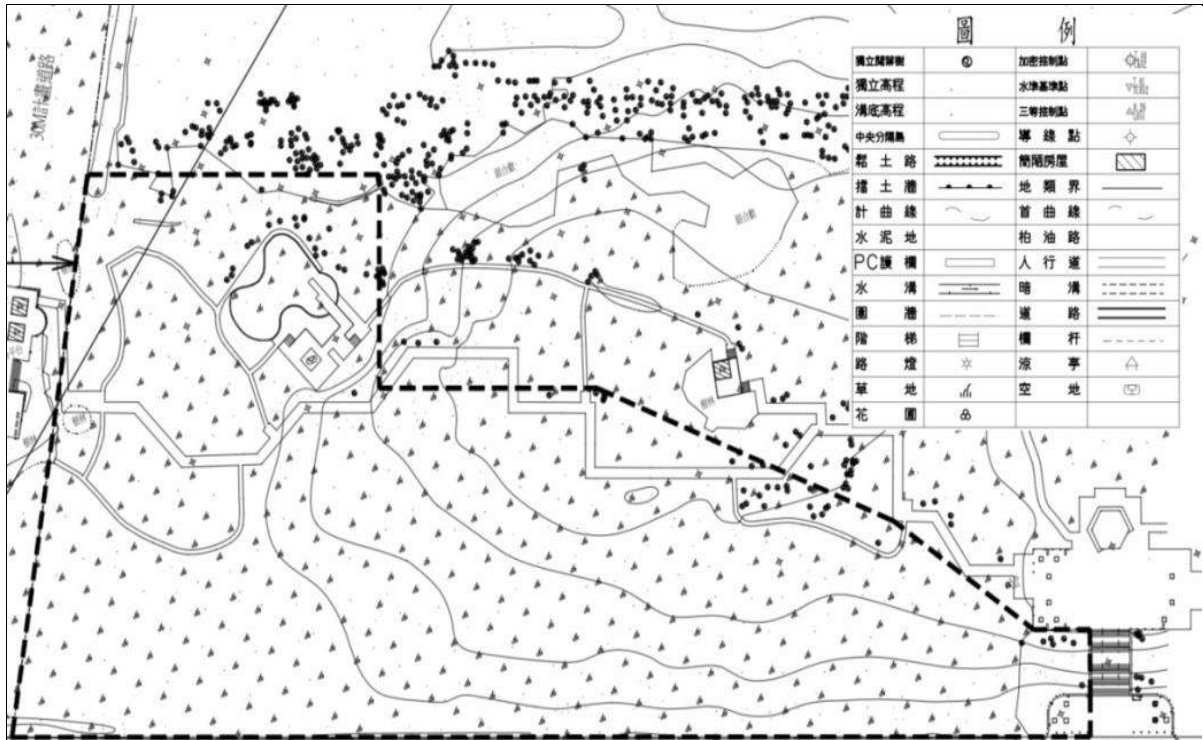 圖 例
獨立闊葉樹 加密控制點
獨立高程 水準基準點
溝底高程 三等控制點
中央分隔島 導線點
鬆土路 簡陋房屋
擋土牆 地類界
計曲線 首曲線
水泥地 柏油路
PC護欄 人行道
水溝 暗溝
圍牆 道路
階梯 欄杆
路燈 涼亭
草地 空地
花圃
30M計畫道路
樹林
樹林